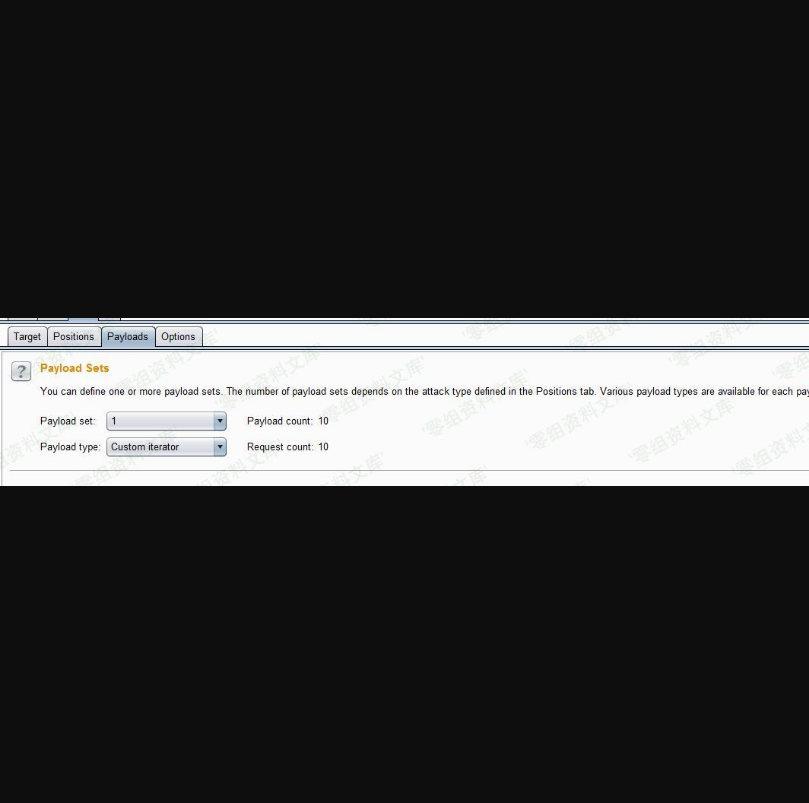 Target Positions Payloads Options
? Payload Sets
You can define one or more payload sets. The number of payload sets depends on the attack type defined in the Positions tab. Various payload types are available for each
Payload set: 1 Payload count: 10
Payload type: Custom iterator Request count: 10
零组资料文库